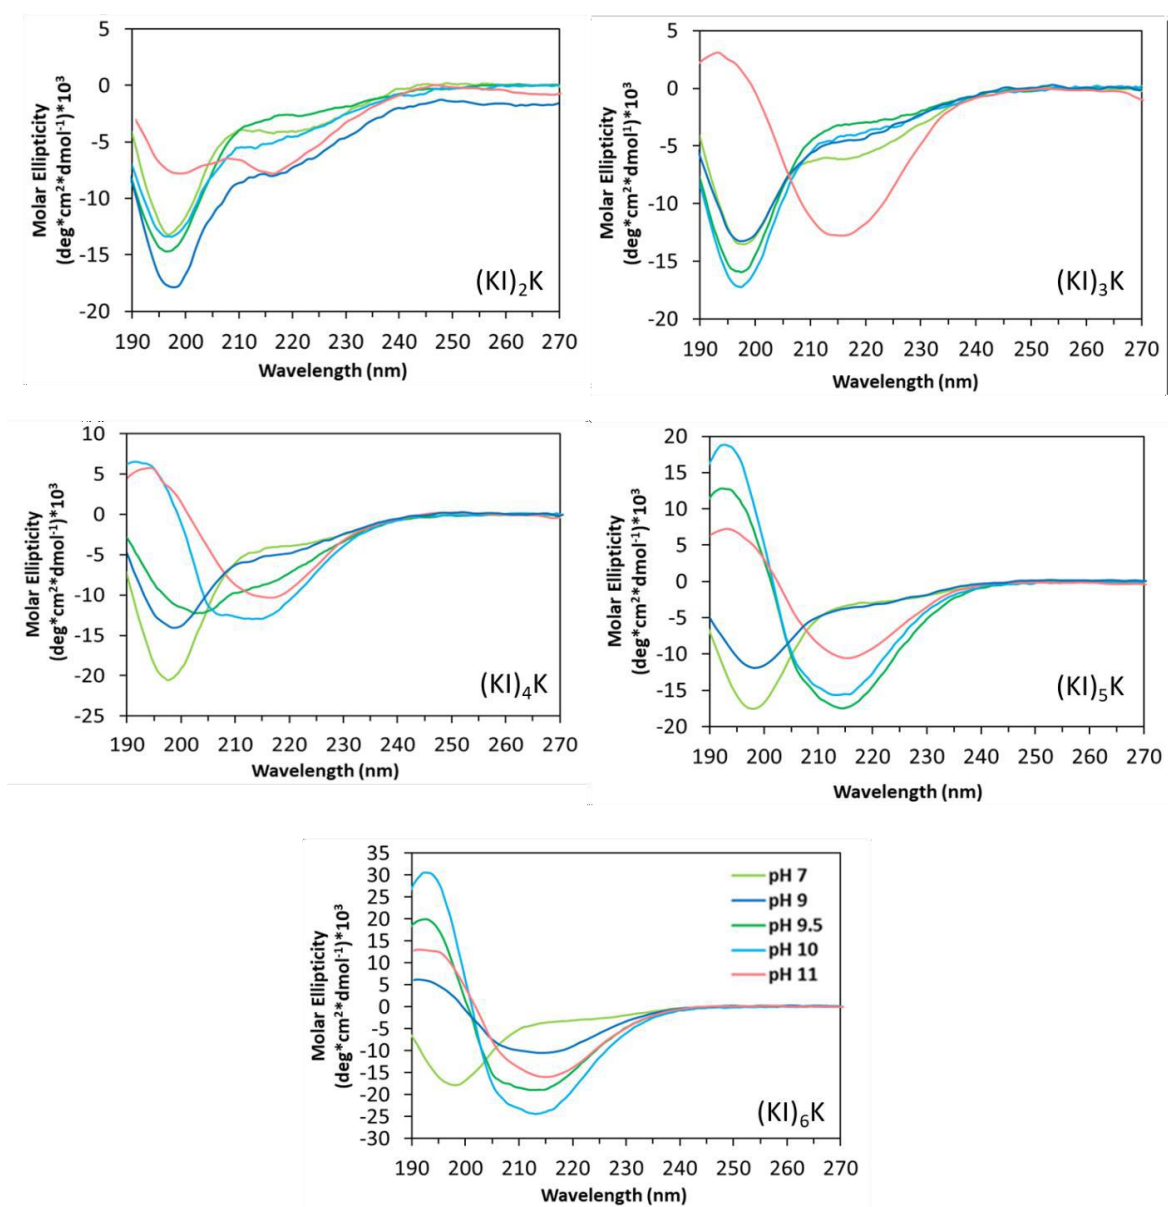 5
0
-5
-10
-15
-20
190 200 210 220 230 240 250 260 270
Wavelength (nm)
Molar Ellipticity
(deg*cm²*dmol⁻¹)*10³
(KI)₂K
5
0
-5
-10
-15
-20
190 200 210 220 230 240 250 260 270
Wavelength (nm)
Molar Ellipticity
(deg*cm²*dmol¹)*10³
(KI)₃K
10
5
0
-5
-10
-15
-20
-25
190 200 210 220 230 240 250 260 270
Wavelength (nm)
Molar Ellipticity
(deg*cm²*dmol⁻¹)*10³
(KI)₄K
20
15
10
5
0
-5
-10
-15
-20
190 200 210 220 230 240 250 260 270
Wavelength (nm)
Molar Ellipticity
(deg*cm²*dmol⁻¹)*10³
(KI)₅K
35
30
25
20
15
10
5
0
-5
-10
-15
-20
-25
-30
190 200 210 220 230 240 250 260 270
Wavelength (nm)
Molar Ellipticity
(deg*cm²*dmol⁻¹)*10³
pH 7
pH 9
pH 9.5
pH 10
pH 11
(KI)₆K